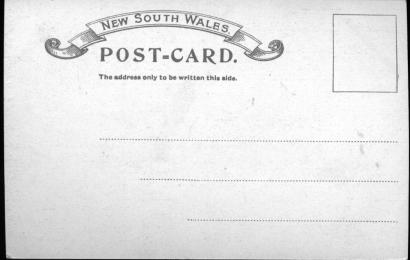 NEW SOUTH WALES.
POST-CARD.
The address only to be written this side.